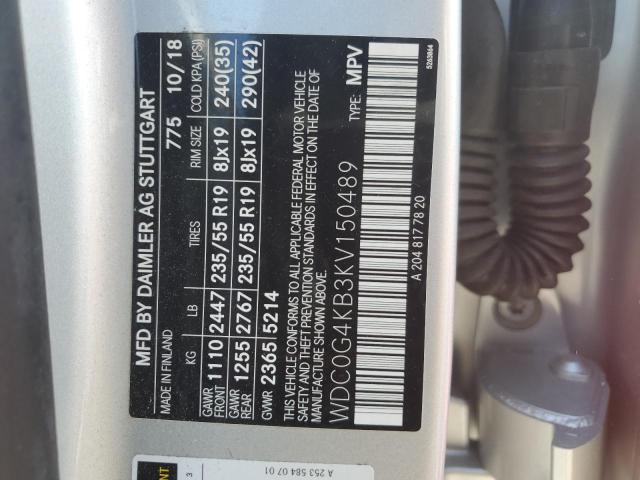 MFD BY DAIMLER AG STUTTGART
MADE IN FINLAND 775 10/18
KG LB TIRES RIM SIZE COLD KPA(PSI)
GAWR FRONT 1110 2447 235/55 R19 8Jx19 240(35)
GAWR REAR 1255 2767 235/55 R19 8Jx19 290(42)
GVWR 2365 5214
THIS VEHICLE CONFORMS TO ALL APPLICABLE FEDERAL MOTOR VEHICLE
SAFETY AND THEFT PREVENTION STANDARDS IN EFFECT ON THE DATE OF
MANUFACTURE SHOWN ABOVE.
WDC0G4KB3KV150489 TYPE: MPV
A 204 817 78 20
5263864
A 253 584 07 01
3